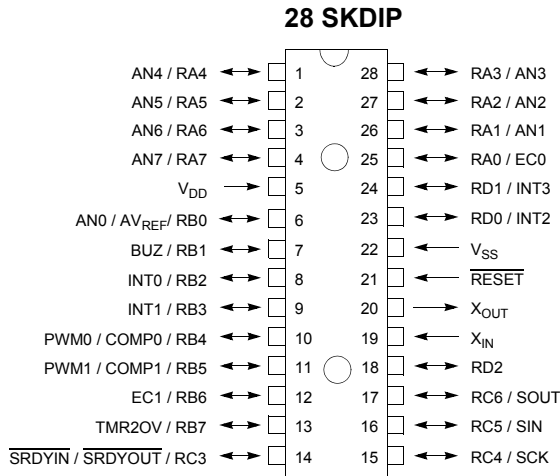 28 SKDIP
AN4 / RA4 1 28 RA3 / AN3
AN5 / RA5 2 27 RA2 / AN2
AN6 / RA6 3 26 RA1 / AN1
AN7 / RA7 4 25 RA0 / EC0
VDD 5 24 RD1 / INT3
AN0 / AVREF/ RB0 6 23 RD0 / INT2
BUZ / RB1 7 22 VSS
INT0 / RB2 8 21 RESET
INT1 / RB3 9 20 XOUT
PWM0 / COMP0 / RB4 10 19 XIN
PWM1 / COMP1 / RB5 11 18 RD2
EC1 / RB6 12 17 RC6 / SOUT
TMR2OV / RB7 13 16 RC5 / SIN
SRDYIN / SRDYOUT / RC3 14 15 RC4 / SCK